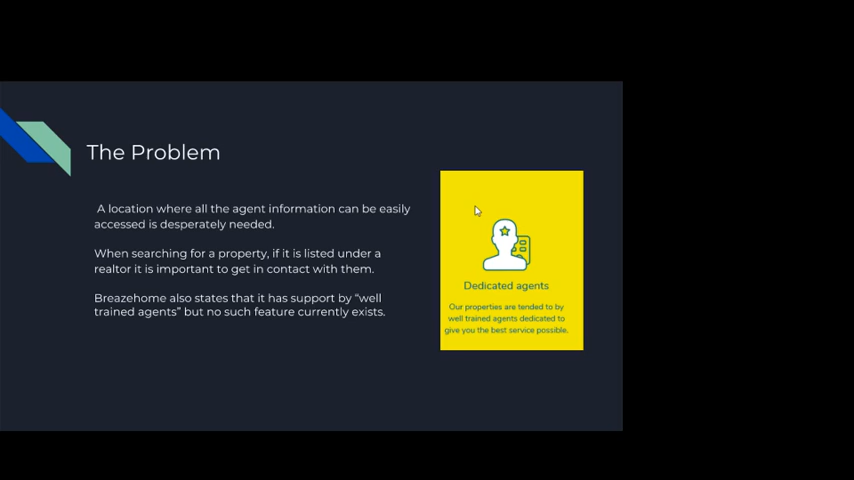 The Problem
A location where all the agent information can be easily
accessed is desperately needed.
When searching for a property, if it is listed under a
realtor it is important to get in contact with them.
Breazehome also states that it has support by “well
trained agents” but no such feature currently exists.
Dedicated agents
Our properties are tended to by
well trained agents dedicated to
give you the best service possible.